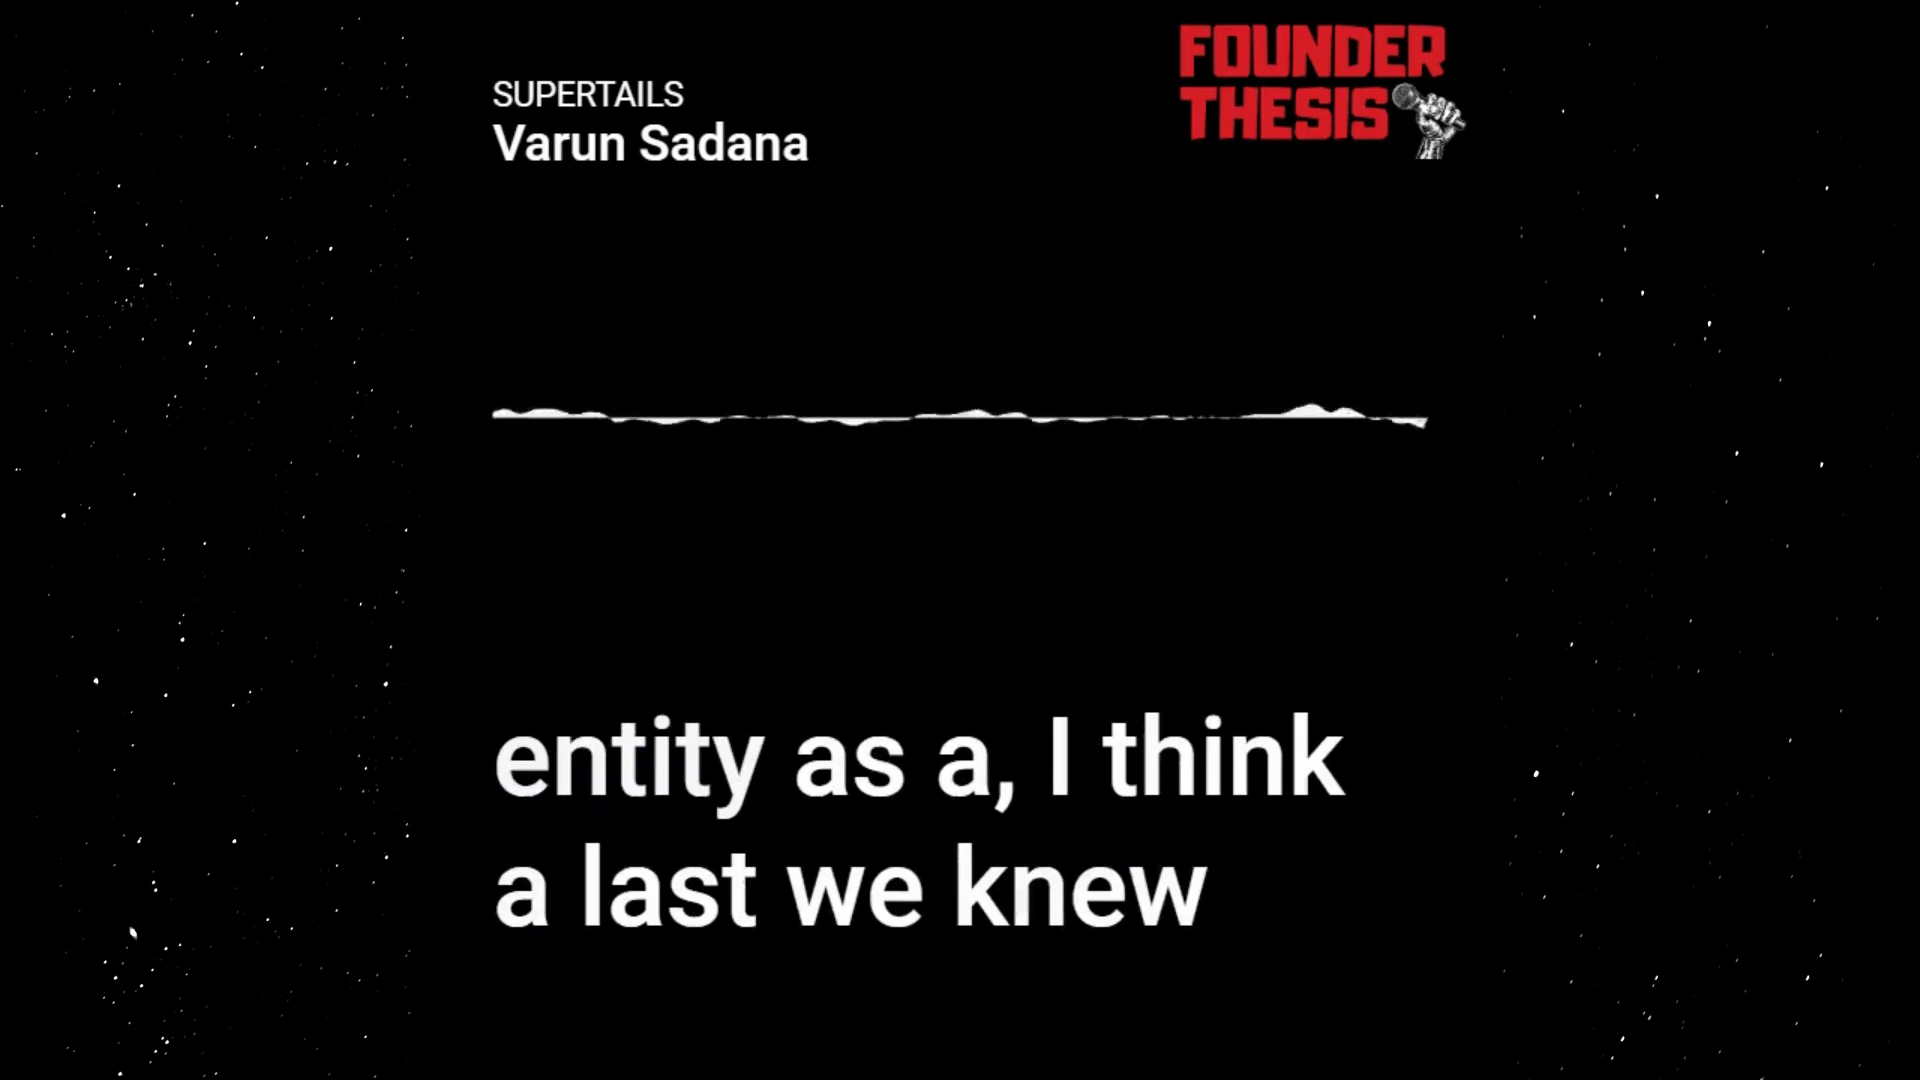 SUPERTAILS
Varun Sadana
FOUNDER
THESIS
entity as a, I think
a last we knew